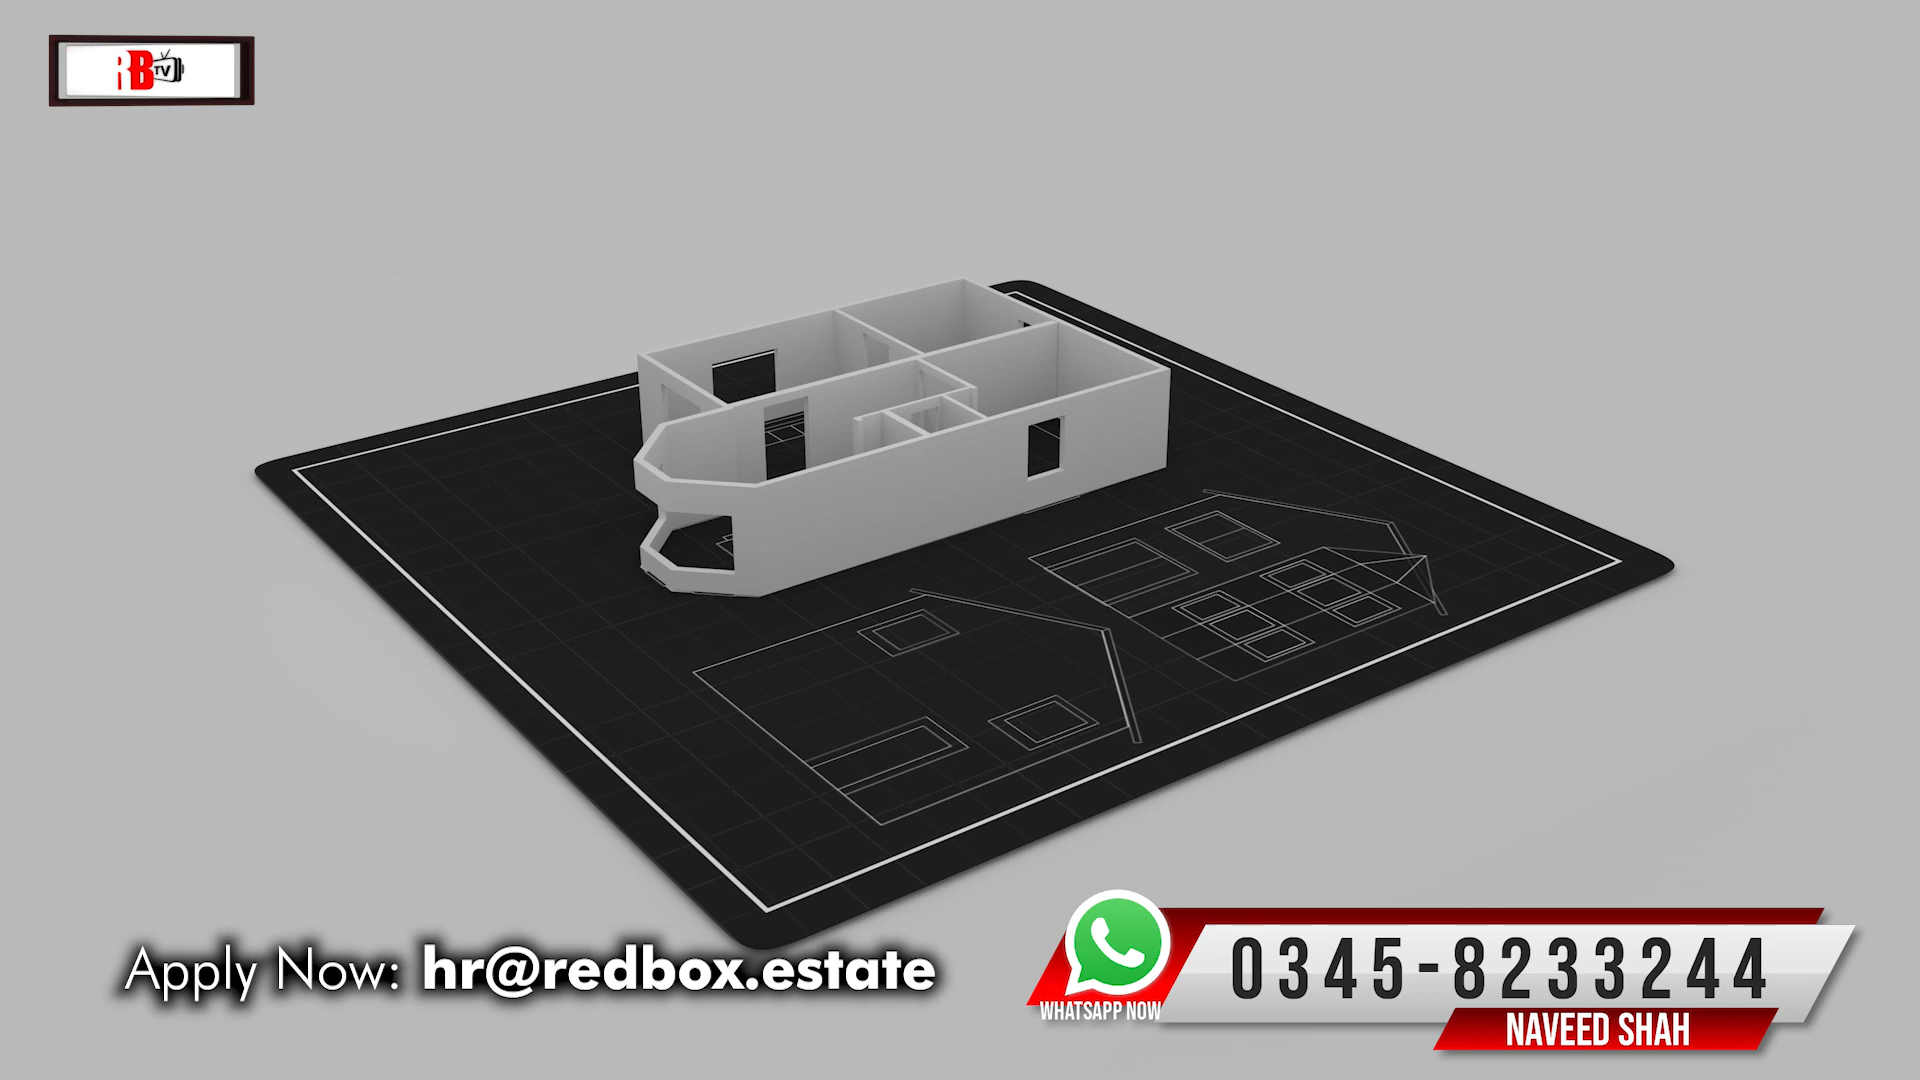 RB TV
Apply Now: hr@redbox.estate
WHATSAPP NOW
0345-8233244
NAVEED SHAH